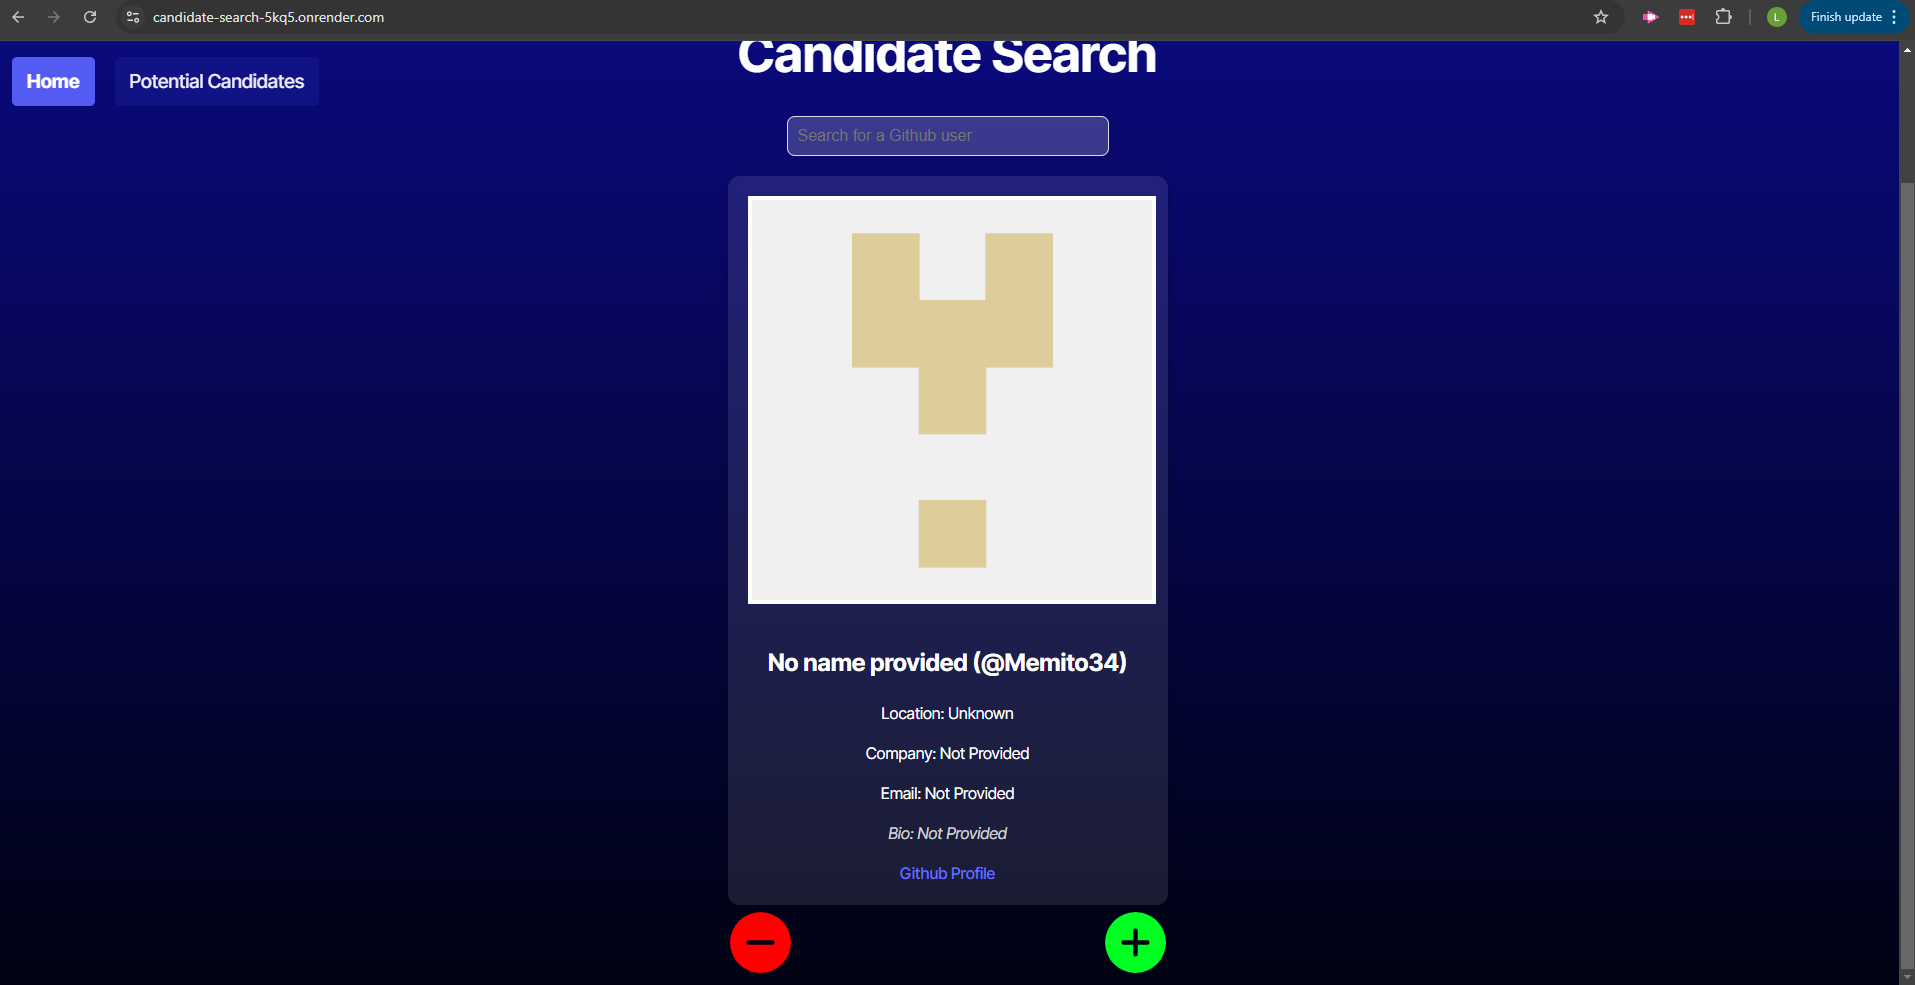 candidate-search-5kq5.onrender.com
L
Finish update
Candidate Search
Home
Potential Candidates
Search for a Github user
No name provided (@Memito34)
Location: Unknown
Company: Not Provided
Email: Not Provided
Bio: Not Provided
Github Profile